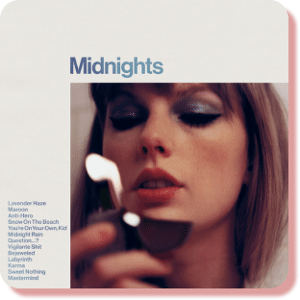 Midnights
Lavender Haze
Maroon
Anti-Hero
Snow On The Beach
You're On Your Own, Kid
Midnight Rain
Question...?
Vigilante Shit
Bejeweled
Labyrinth
Karma
Sweet Nothing
Mastermind